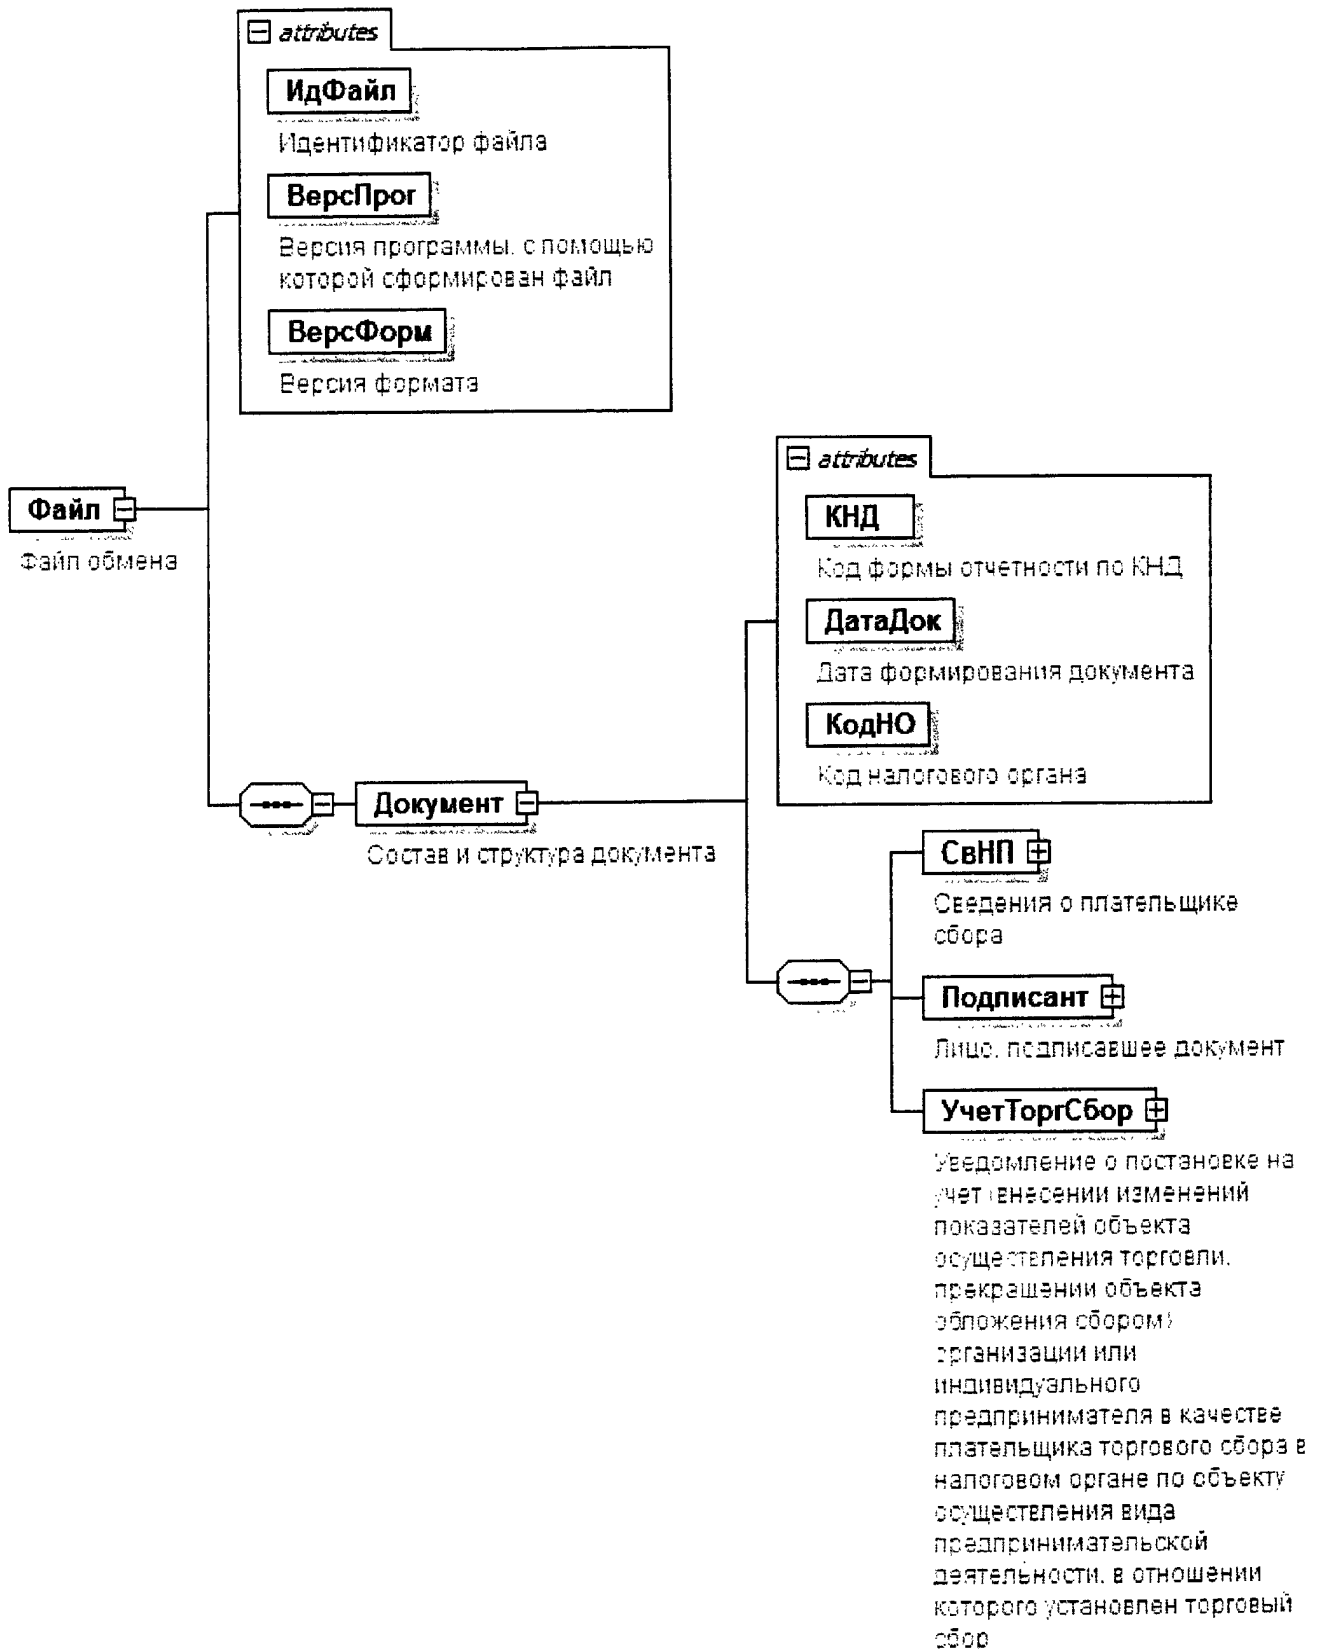 attributes
ИдФайл
Идентификатор файла
ВерсПрог
Версия программы, с помощью
которой сформирован файл
ВерсФорм
Версия формата
Файл
Файл обмена
attributes
КНД
Код формы отчетности по КНД
ДатаДок
Дата формирования документа
КодНО
Код налогового органа
Документ
Состав и структура документа
СвНП
Сведения о плательщике
сбора
Подписант
Лицо, подписавшее документ
УчетТоргСбор
Уведомление о постановке на
учет (внесении изменений
показателей объекта
осуществления торговли,
прекращении объекта
обложения сбором)
организации или
индивидуального
предпринимателя в качестве
плательщика торгового сбора в
налоговом органе по объекту
осуществления вида
предпринимательской
деятельности, в отношении
которого установлен торговый
сбор